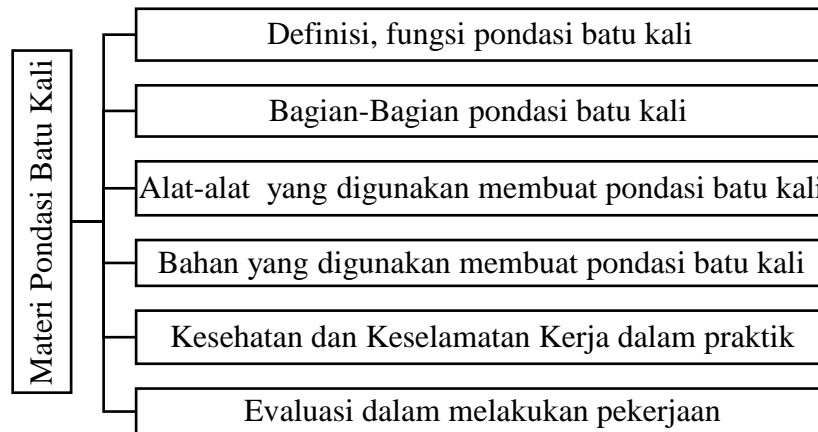 Materi Pondasi Batu Kali
Definisi, fungsi pondasi batu kali
Bagian-Bagian pondasi batu kali
Alat-alat yang digunakan membuat pondasi batu kali
Bahan yang digunakan membuat pondasi batu kali
Kesehatan dan Keselamatan Kerja dalam praktik
Evaluasi dalam melakukan pekerjaan